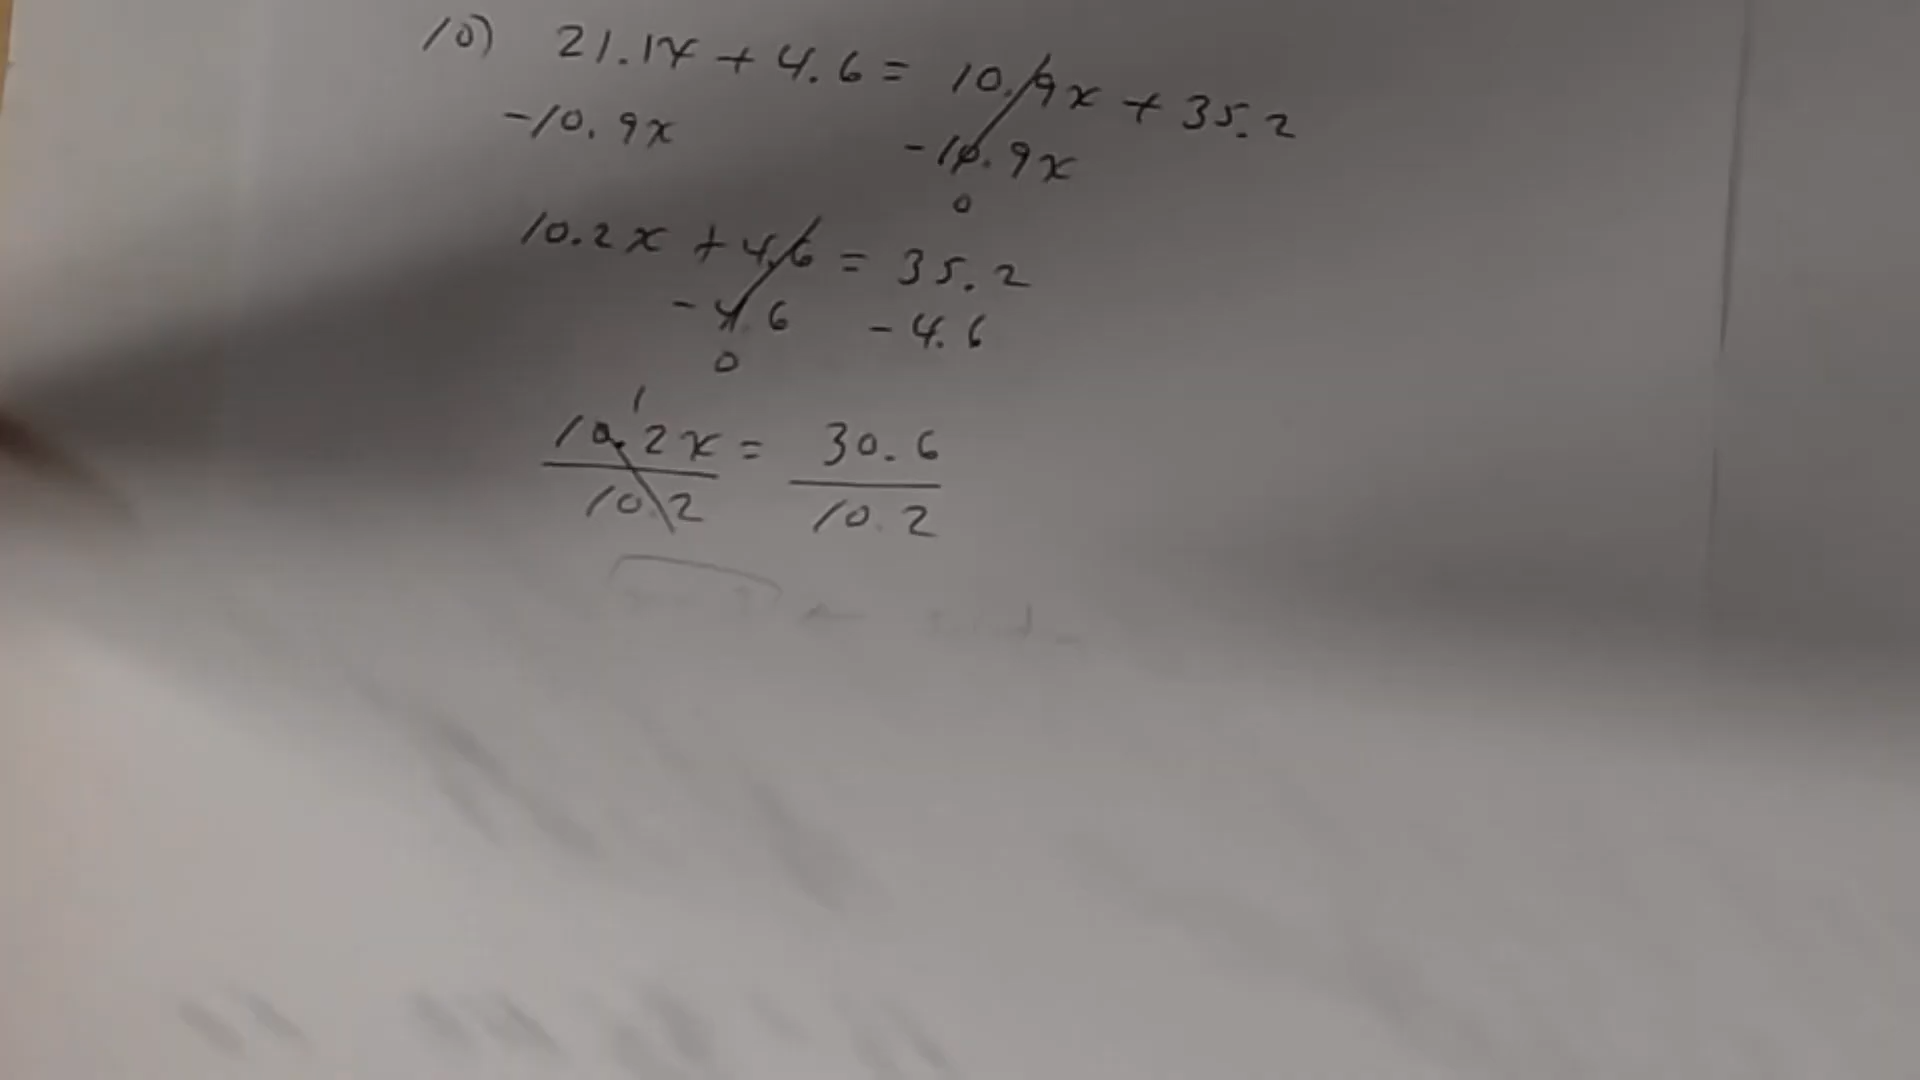 10) 21.1x + 4.6 = 10.9x + 35.2
-10.9x -10.9x
0
10.2x + 4.6 = 35.2
-4.6 -4.6
0
1
10.2x = 30.6
10.2 10.2